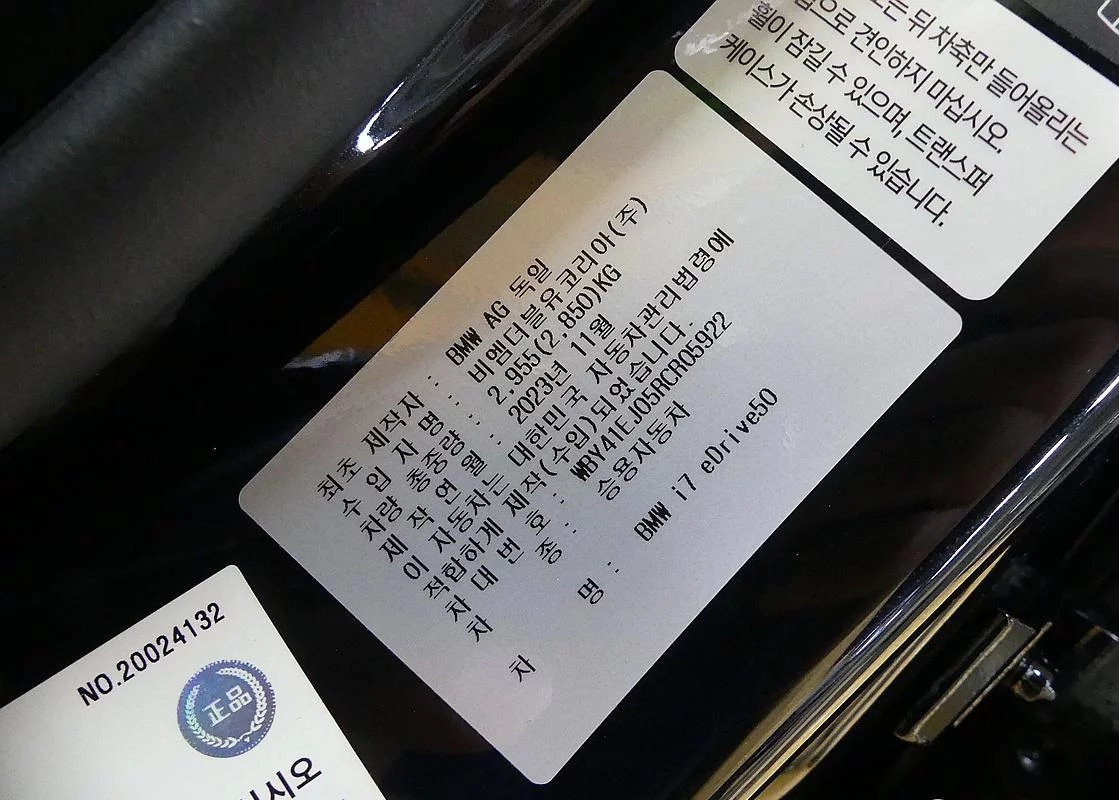 뒤 차축만 들어올리는
으로 견인하지 마십시오.
휠이 잠길 수 있으며, 트랜스퍼
케이스가 손상될 수 있습니다.
최초 제작자 : BMW AG 독일
수 입 자 명 : 비엠더블유코리아(주)
차량 총중량 : 2,955(2,850)KG
제 작 연 월 : 2023년 11월
이 자동차는 대한민국 자동차관리법령에
적합하게 제작(수입)되었습니다.
차 대 번 호 : WBY41EJ05RCR05922
차 종 : 승용자동차
차 명 : BMW i7 eDrive50
NO.20024132
正品
십시오